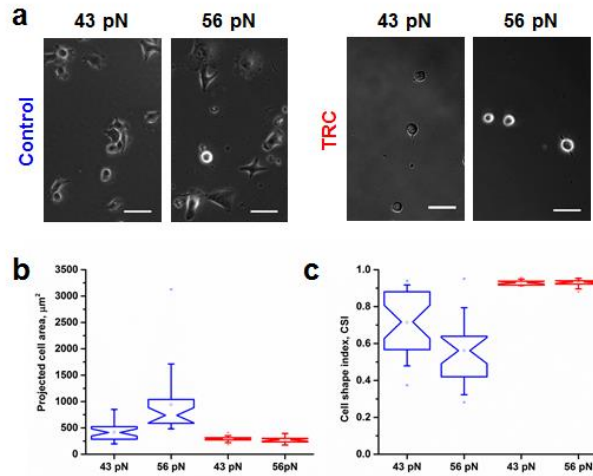 a
43 pN 56 pN 43 pN 56 pN
Control
TRC
b
c
Projected cell area, μm²
3500
3000
2500
2000
1500
1000
500
0
43 pN 56 pN 43 pN 56pN
Cell shape index, CSI
1.0
0.8
0.6
0.4
0.2
0.0
43 pN 56 pN 43 pN 56 pN